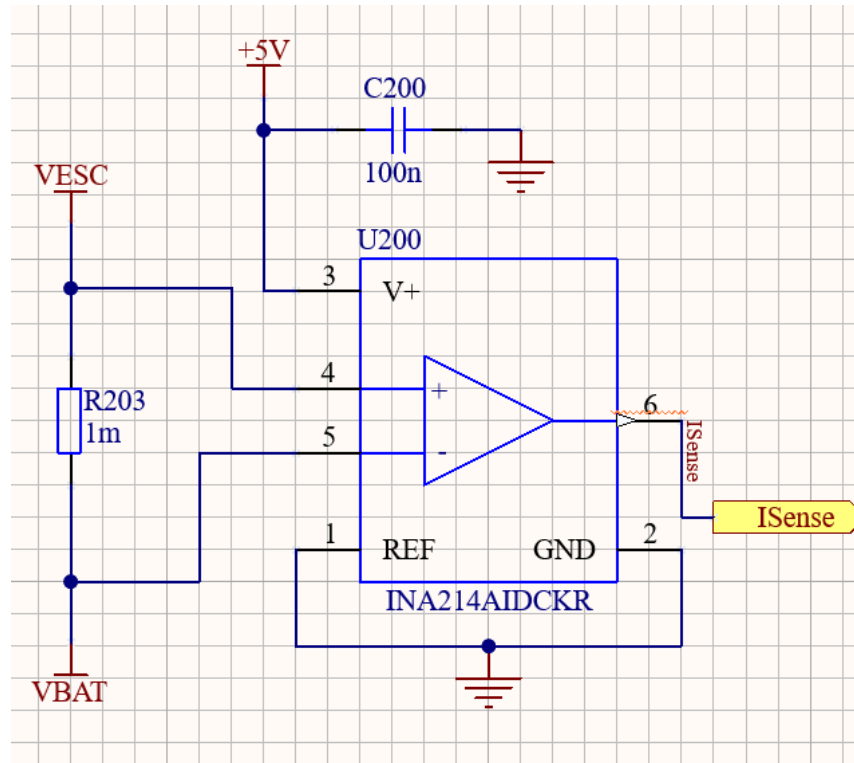 +5V
C200
100n
VESC
U200
3
V+
4
+
R203
1m
5
-
6
ISense
ISense
1
REF
GND
2
INA214AIDCKR
VBAT